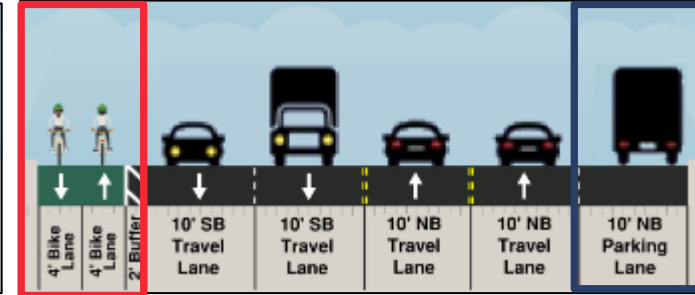 4' Bike
Lane
4' Bike
Lane
2' Buffer
10' SB
Travel
Lane
10' SB
Travel
Lane
10' NB
Travel
Lane
10' NB
Travel
Lane
10' NB
Parking
Lane